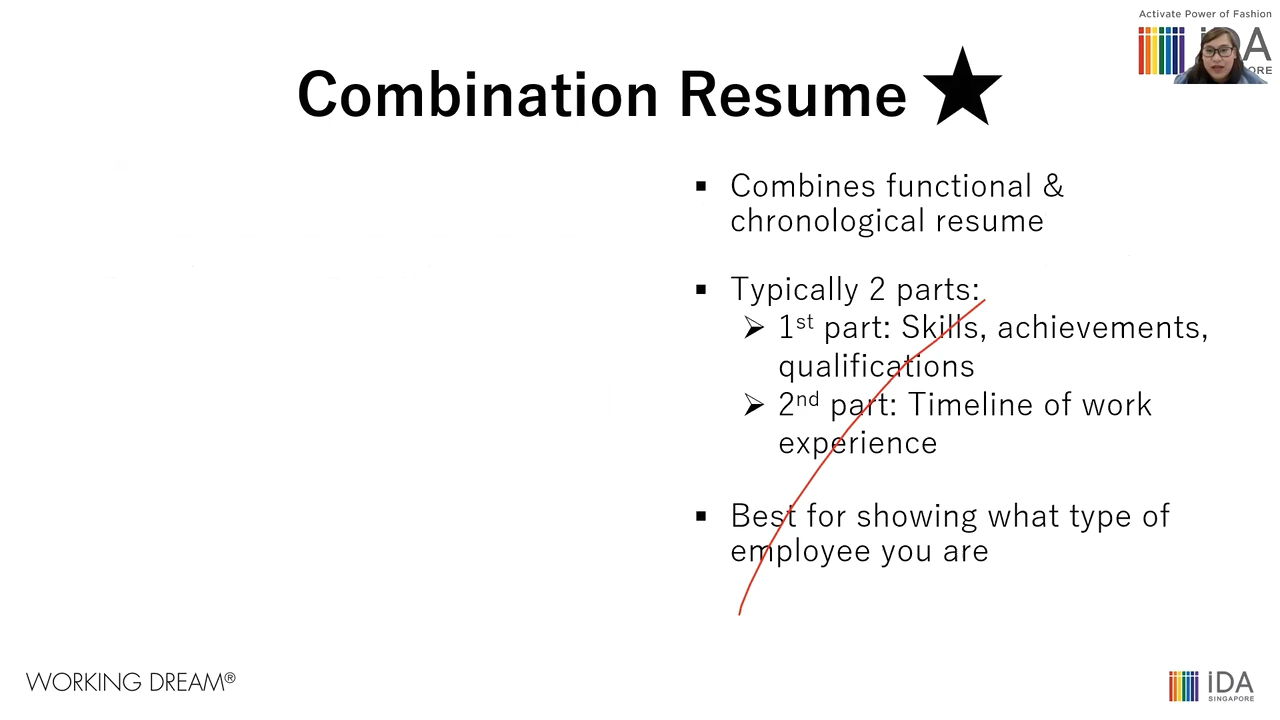 Activate Power of Fashion
Combination Resume
▪ Combines functional &
chronological resume
▪ Typically 2 parts:
➢ 1st part: Skills, achievements,
qualifications
➢ 2nd part: Timeline of work
experience
▪ Best for showing what type of
employee you are
WORKING DREAM®
iDA
SINGAPORE